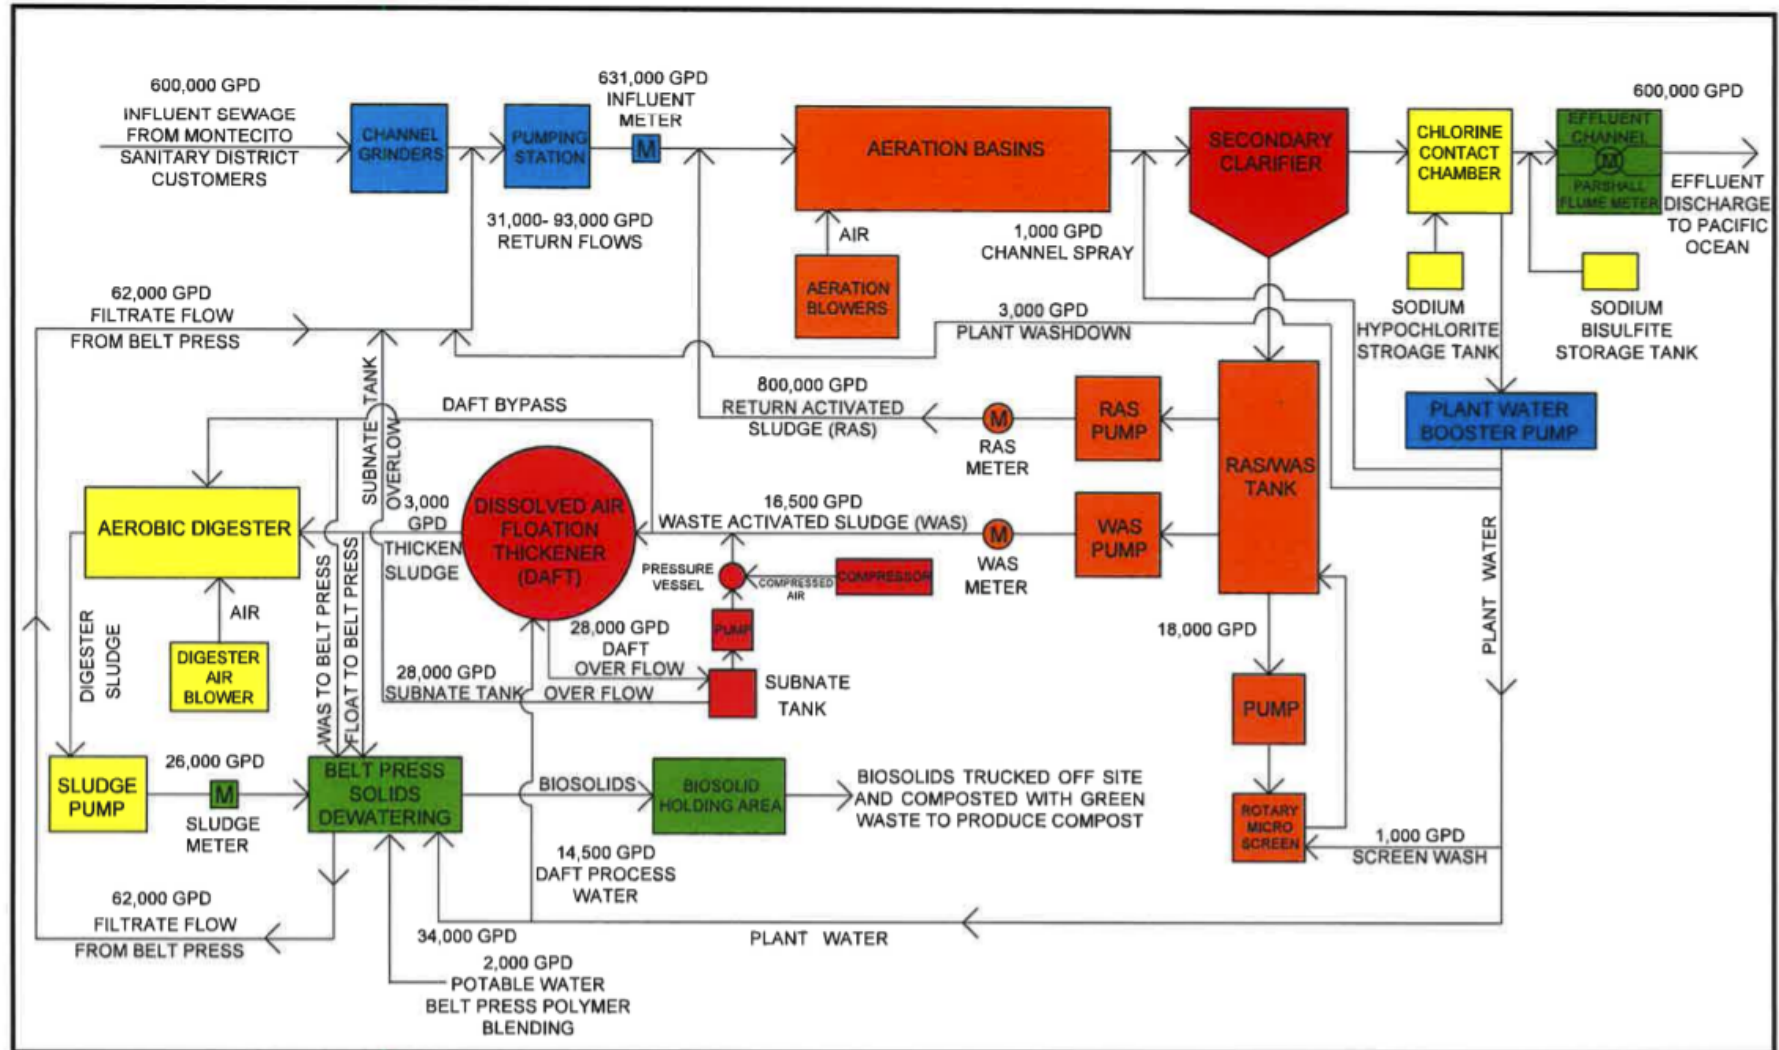 600,000 GPD
INFLUENT SEWAGE
FROM MONTECITO
SANITARY DISTRICT
CUSTOMERS
CHANNEL
GRINDERS
PUMPING
STATION
631,000 GPD
INFLUENT
METER
M
31,000- 93,000 GPD
RETURN FLOWS
AERATION BASINS
AIR
AERATION
BLOWERS
1,000 GPD
CHANNEL SPRAY
SECONDARY
CLARIFIER
CHLORINE
CONTACT
CHAMBER
EFFLUENT
CHANNEL
M
PARSHALL
FLUME METER
600,000 GPD
EFFLUENT
DISCHARGE
TO PACIFIC
OCEAN
SODIUM
HYPOCHLORITE
STROAGE TANK
SODIUM
BISULFITE
STORAGE TANK
62,000 GPD
FILTRATE FLOW
FROM BELT PRESS
3,000 GPD
PLANT WASHDOWN
SUBNATE TANK
OVERLOW
DAFT BYPASS
800,000 GPD
RETURN ACTIVATED
SLUDGE (RAS)
M
RAS
METER
RAS
PUMP
RAS/WAS
TANK
PLANT WATER
BOOSTER PUMP
AEROBIC DIGESTER
3,000
GPD
THICKEN
SLUDGE
DISSOLVED AIR
FLOATION
THICKENER
(DAFT)
16,500 GPD
WASTE ACTIVATED SLUDGE (WAS)
M
WAS
METER
WAS
PUMP
PRESSURE
VESSEL
COMPRESSED
AIR
COMPRESSOR
PUMP
SUBNATE
TANK
28,000 GPD
DAFT
OVER FLOW
28,000 GPD
SUBNATE TANK OVER FLOW
AIR
DIGESTER
AIR
BLOWER
DIGESTER
SLUDGE
WAS TO BELT PRESS
FLOAT TO BELT PRESS
18,000 GPD
PUMP
PLANT WATER
SLUDGE
PUMP
26,000 GPD
M
SLUDGE
METER
BELT PRESS
SOLIDS
DEWATERING
BIOSOLIDS
BIOSOLID
HOLDING AREA
BIOSOLIDS TRUCKED OFF SITE
AND COMPOSTED WITH GREEN
WASTE TO PRODUCE COMPOST
ROTARY
MICRO
SCREEN
1,000 GPD
SCREEN WASH
14,500 GPD
DAFT PROCESS
WATER
62,000 GPD
FILTRATE FLOW
FROM BELT PRESS
34,000 GPD
PLANT WATER
2,000 GPD
POTABLE WATER
BELT PRESS POLYMER
BLENDING